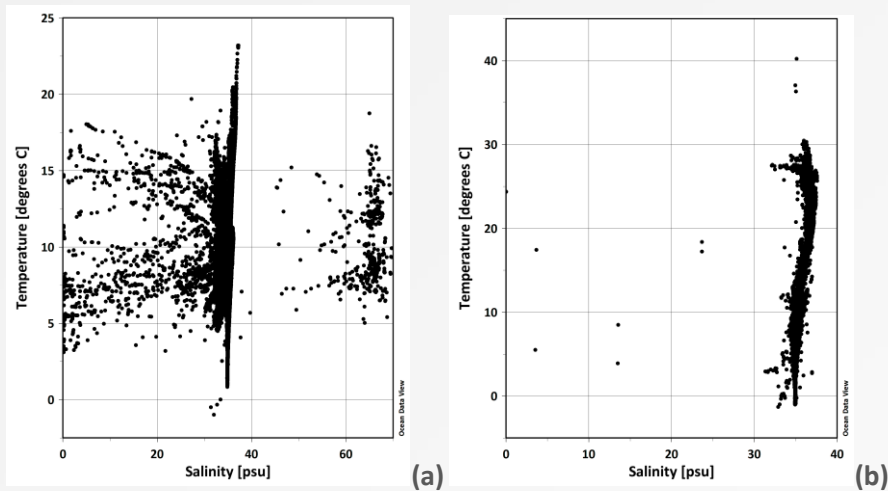 25
20
15
10
5
0
Temperature [degrees C]
0
20
40
60
Salinity [psu]
Ocean Data View
(a)
40
30
20
10
0
Temperature [degrees C]
0
10
20
30
40
Salinity [psu]
Ocean Data View
(b)